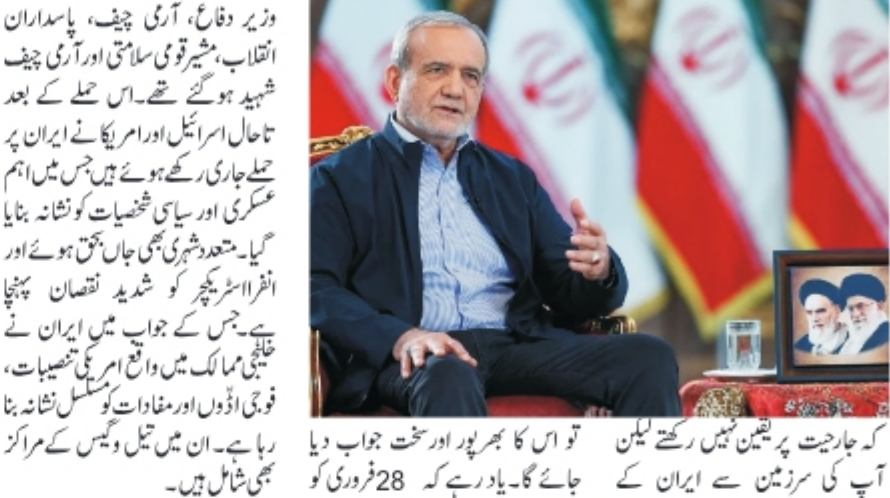 کہ جارحیت پر یقین نہیں رکھتے لیکن
آپ کی سرزمین سے ایران کے
تو اس کا بھرپور اور سخت جواب دیا
جائے گا۔ یاد رہے کہ 28 فروری کو
وزیر دفاع، آرمی چیف، پاسداران
انقلاب، مشیر قومی سلامتی اور آرمی چیف
شہید ہوگئے تھے۔ اس حملے کے بعد
تاحال اسرائیل اور امریکا نے ایران پر
حملے جاری رکھے ہوئے ہیں جس میں اہم
عسکری اور سیاسی شخصیات کو نشانہ بنایا
گیا۔ متعدد شہری بھی جاں بحق ہوئے اور
انفرااسٹریکچر کو شدید نقصان پہنچا
ہے۔ جس کے جواب میں ایران نے
خلیجی ممالک میں واقع امریکی تنصیبات،
فوجی اڈّوں اور مفادات کو مسلسل نشانہ بنا
رہا ہے۔ ان میں تیل و گیس کے مراکز
بھی شامل ہیں۔